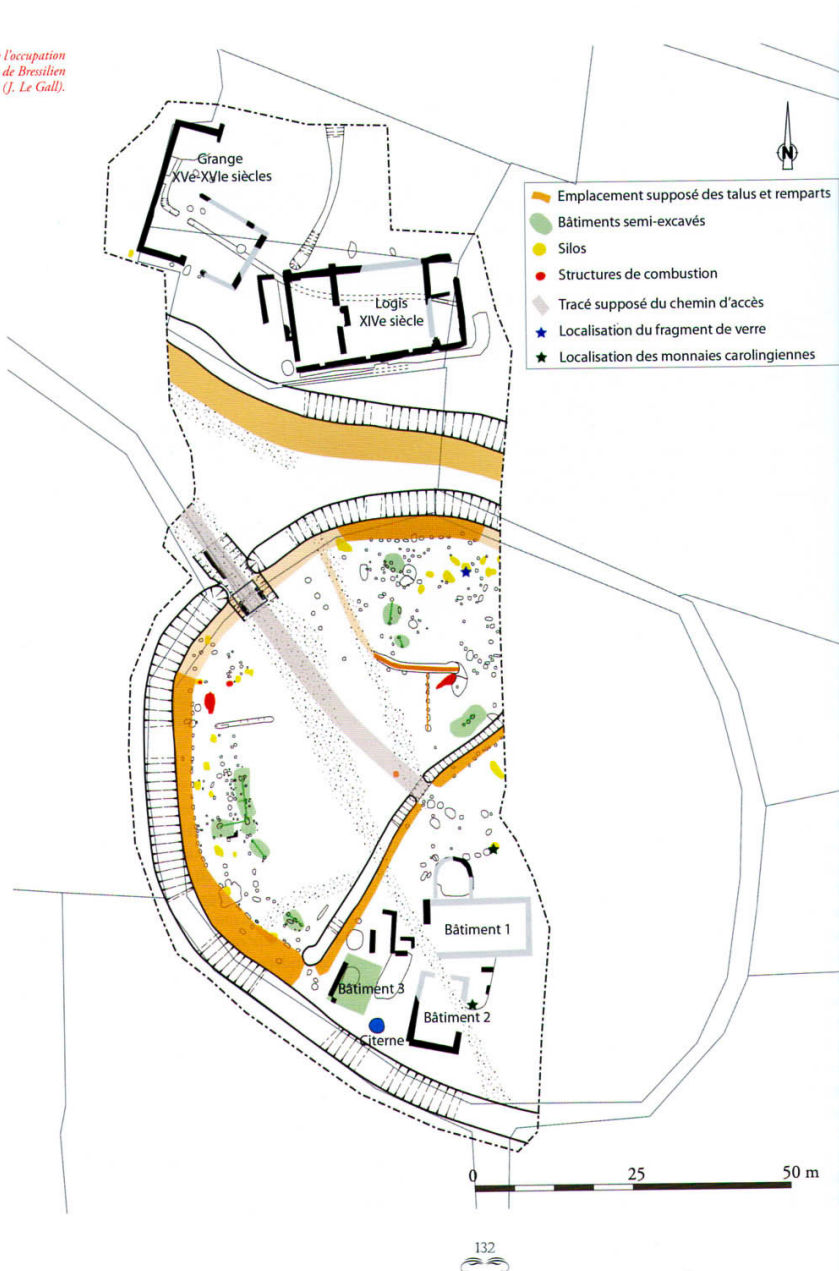 l'occupation
de Bressilien
(J. Le Gall).
Grange
XVe-XVIe siècles
Logis
XIVe siècle
N
Emplacement supposé des talus et remparts
Bâtiments semi-excavés
Silos
Structures de combustion
Tracé supposé du chemin d'accès
Localisation du fragment de verre
Localisation des monnaies carolingiennes
Bâtiment 1
Bâtiment 3
Bâtiment 2
Citerne
0 25 50 m
132